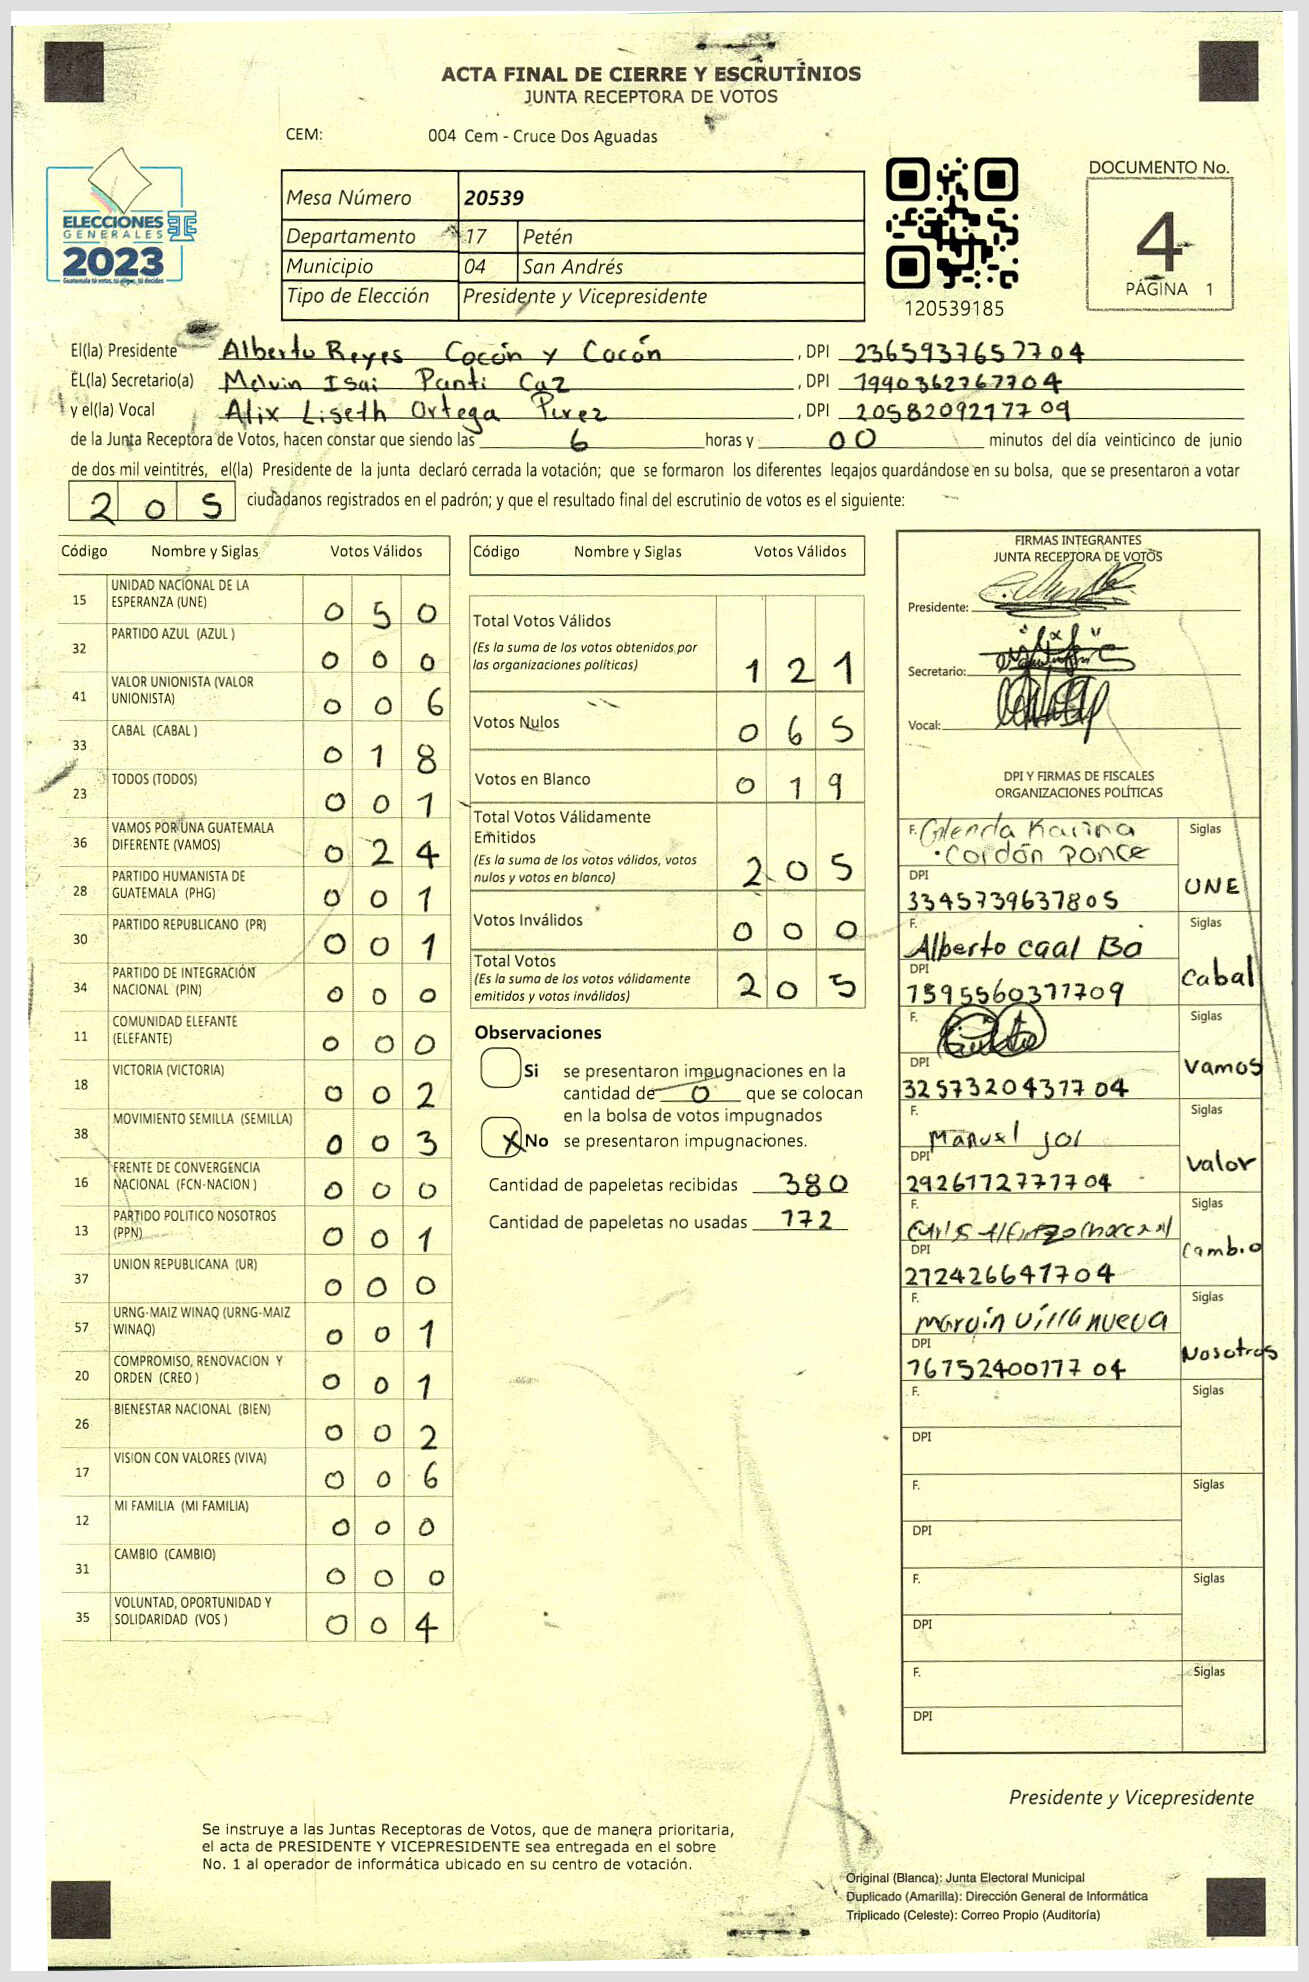 ACTA FINAL DE CIERRE Y ESCRUTÍNIOS
JUNTA RECEPTORA DE VOTOS
CEM: 004 Cem - Cruce Dos Aguadas
ELECCIONES
GENERALES
2023
Guatemala tú votas, tú eliges, tú decides
Mesa Número 20539
Departamento 17 Petén
Municipio 04 San Andrés
Tipo de Elección Presidente y Vicepresidente
120539185
DOCUMENTO No.
4
PÁGINA 1
El(la) Presidente Alberto Reyes Cocón y Cocón , DPI 2365937657704
EL(la) Secretario(a) Melvin Isai Panti Caz , DPI 1990362767704
y el(la) Vocal Alix Liseth Ortega Perez , DPI 2058209217709
de la Junta Receptora de Votos, hacen constar que siendo las 6 horas y 00 minutos del día veinticinco de junio
de dos mil veintitrés, el(la) Presidente de la junta declaró cerrada la votación; que se formaron los diferentes legajos guardándose en su bolsa, que se presentaron a votar
205 ciudadanos registrados en el padrón; y que el resultado final del escrutinio de votos es el siguiente:
Código Nombre y Siglas Votos Válidos
15 UNIDAD NACIONAL DE LA ESPERANZA (UNE) 0 5 0
32 PARTIDO AZUL (AZUL ) 0 0 0
41 VALOR UNIONISTA (VALOR UNIONISTA) 0 0 6
33 CABAL (CABAL ) 0 1 8
23 TODOS (TODOS) 0 0 1
36 VAMOS POR UNA GUATEMALA DIFERENTE (VAMOS) 0 2 4
28 PARTIDO HUMANISTA DE GUATEMALA (PHG) 0 0 1
30 PARTIDO REPUBLICANO (PR) 0 0 1
34 PARTIDO DE INTEGRACIÓN NACIONAL (PIN) 0 0 0
11 COMUNIDAD ELEFANTE (ELEFANTE) 0 0 0
18 VICTORIA (VICTORIA) 0 0 2
38 MOVIMIENTO SEMILLA (SEMILLA) 0 0 3
16 FRENTE DE CONVERGENCIA NACIONAL (FCN-NACION ) 0 0 0
13 PARTIDO POLITICO NOSOTROS (PPN) 0 0 1
37 UNION REPUBLICANA (UR) 0 0 0
57 URNG-MAIZ WINAQ (URNG-MAIZ WINAQ) 0 0 1
20 COMPROMISO, RENOVACION Y ORDEN (CREO ) 0 0 1
26 BIENESTAR NACIONAL (BIEN) 0 0 2
17 VISION CON VALORES (VIVA) 0 0 6
12 MI FAMILIA (MI FAMILIA) 0 0 0
31 CAMBIO (CAMBIO) 0 0 0
35 VOLUNTAD, OPORTUNIDAD Y SOLIDARIDAD (VOS ) 0 0 4
Código Nombre y Siglas Votos Válidos
Total Votos Válidos
(Es la suma de los votos obtenidos por
las organizaciones políticas) 1 2 1
Votos Nulos 0 6 5
Votos en Blanco 0 1 9
Total Votos Válidamente
Emitidos
(Es la suma de los votos válidos, votos
nulos y votos en blanco) 2 0 5
Votos Inválidos 0 0 0
Total Votos
(Es la suma de los votos válidamente
emitidos y votos inválidos) 2 0 5
Observaciones
Si se presentaron impugnaciones en la
cantidad de 0 que se colocan
en la bolsa de votos impugnados
X No se presentaron impugnaciones.
Cantidad de papeletas recibidas 380
Cantidad de papeletas no usadas 172
FIRMAS INTEGRANTES
JUNTA RECEPTORA DE VOTOS
Presidente:
Secretario:
Vocal:
DPI Y FIRMAS DE FISCALES
ORGANIZACIONES POLÍTICAS
F. Glenda Karina Siglas
Cordón Ponce
DPI UNE
3345739637805
F. Siglas
Alberto caal Bo
DPI Cabal
1595560377709
F. Siglas
DPI Vamos
3257320437704
F. Siglas
Manuel
DPI Valor
2926772777704
F. Siglas
DPI Cambio
272426641704
F. Siglas
marvin villanueva
DPI Nosotros
1675240017704
F. Siglas
DPI
F. Siglas
DPI
F. Siglas
DPI
F. Siglas
DPI
Presidente y Vicepresidente
Se instruye a las Juntas Receptoras de Votos, que de manera prioritaria,
el acta de PRESIDENTE Y VICEPRESIDENTE sea entregada en el sobre
No. 1 al operador de informática ubicado en su centro de votación.
Original (Blanca): Junta Electoral Municipal
Duplicado (Amarilla): Dirección General de Informática
Triplicado (Celeste): Correo Propio (Auditoría)